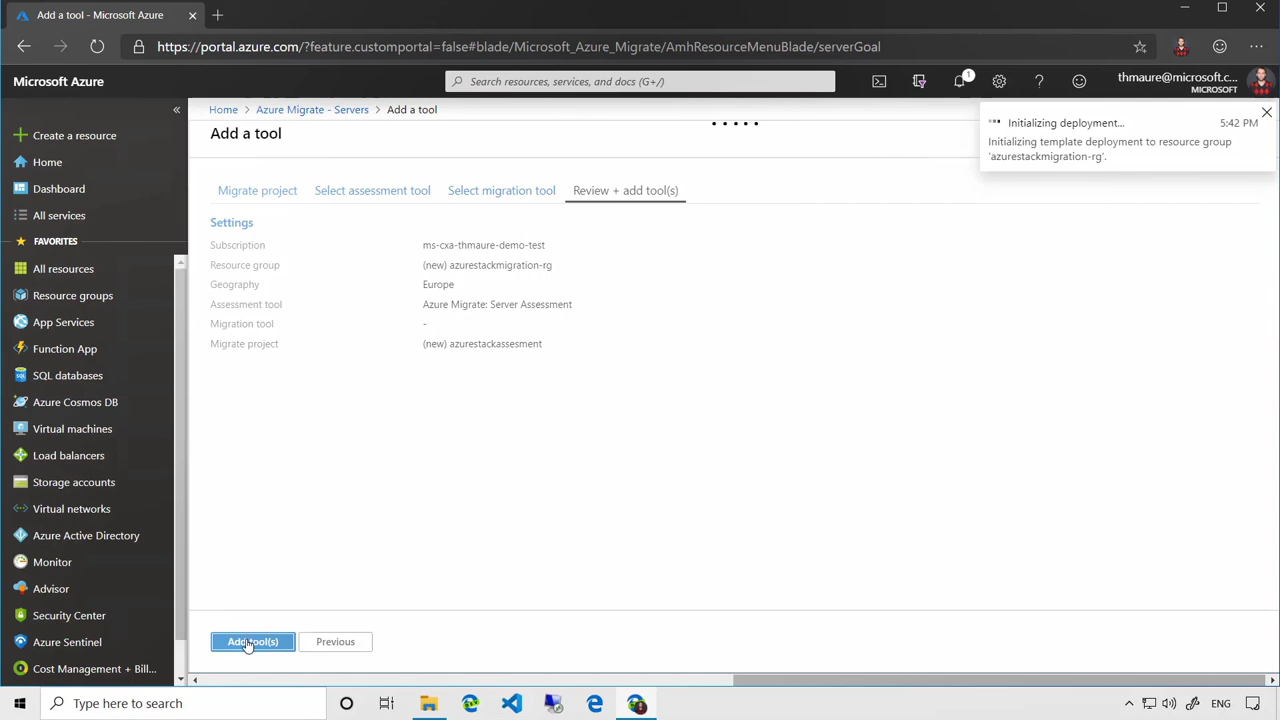 Add a tool - Microsoft Azure
https://portal.azure.com/?feature.customportal=false#blade/Microsoft_Azure_Migrate/AmhResourceMenuBlade/serverGoal
Microsoft Azure
Search resources, services, and docs (G+/)
1
thmaure@microsoft.c...
MICROSOFT
Home > Azure Migrate - Servers > Add a tool
Add a tool
Initializing deployment...
5:42 PM
Initializing template deployment to resource group
'azurestackmigration-rg'.
Create a resource
Home
Dashboard
All services
FAVORITES
All resources
Resource groups
App Services
Function App
SQL databases
Azure Cosmos DB
Virtual machines
Load balancers
Storage accounts
Virtual networks
Azure Active Directory
Monitor
Advisor
Security Center
Azure Sentinel
Cost Management + Bill...
Migrate project
Select assessment tool
Select migration tool
Review + add tool(s)
Settings
Subscription ms-cxa-thmaure-demo-test
Resource group (new) azurestackmigration-rg
Geography Europe
Assessment tool Azure Migrate: Server Assessment
Migration tool -
Migrate project (new) azurestackassesment
Add tool(s)
Previous
Type here to search
ENG